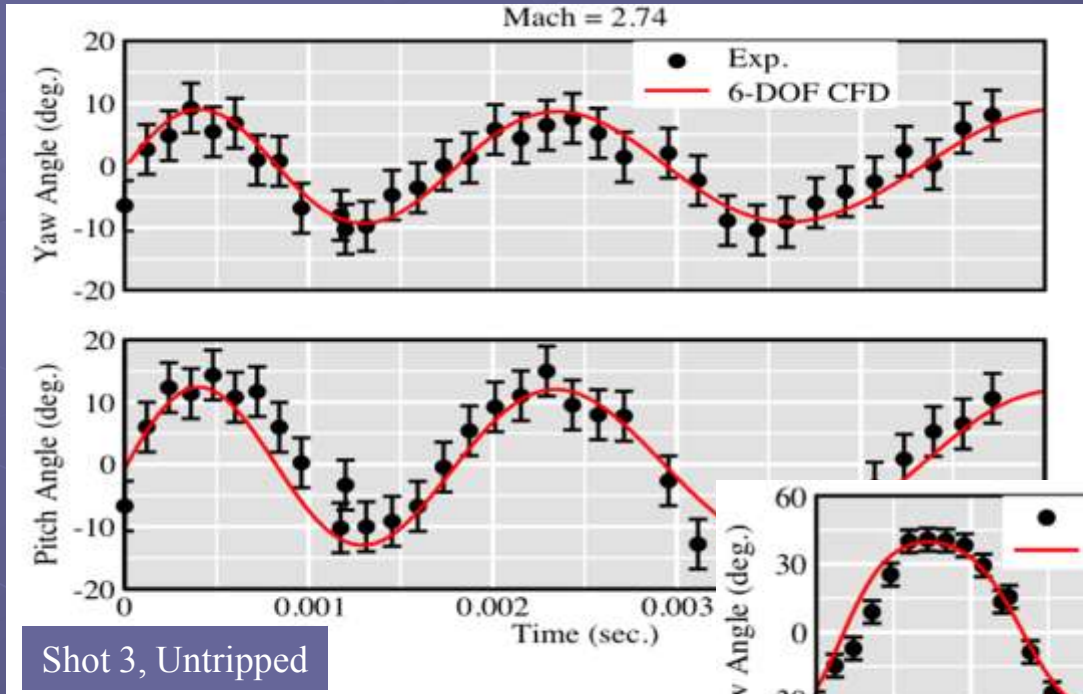 Mach = 2.74
20
10
0
-10
-20
Yaw Angle (deg.)
Exp.
6-DOF CFD
20
10
0
-10
-20
Pitch Angle (deg.)
0
0.001
0.002
0.003
Time (sec.)
60
30
0
Angle (deg.)
Shot 3, Untripped